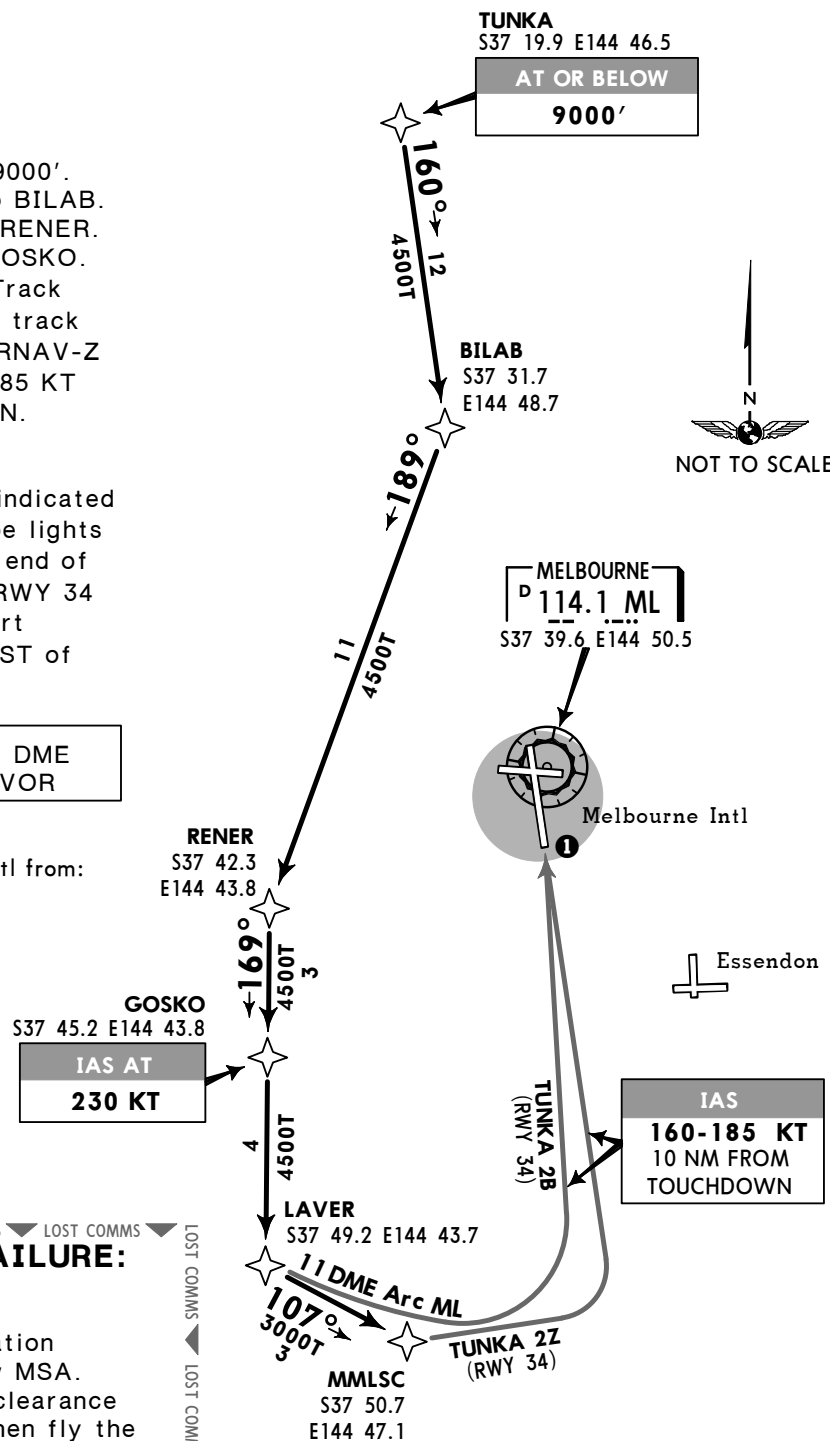 TUNKA
S37 19.9 E144 46.5
AT OR BELOW
9000′
160°
12
4500T
9000′.
BILAB.
RENER.
OSKO.
Track
track
RNAV-Z
85 KT
N.
BILAB
S37 31.7
E144 48.7
189°
11
4500T
N
NOT TO SCALE
indicated
e lights
end of
RWY 34
rt
ST of
MELBOURNE
D 114.1 ML
S37 39.6 E144 50.5
DME
VOR
Melbourne Intl
1
tl from:
RENER
S37 42.3
E144 43.8
169°
4500T
3
Essendon
GOSKO
S37 45.2 E144 43.8
IAS AT
230 KT
4
4500T
TUNKA 2B
(RWY 34)
IAS
160-185 KT
10 NM FROM
TOUCHDOWN
LAVER
S37 49.2 E144 43.7
11 DME Arc ML
107°
3000T
3
TUNKA 2Z
(RWY 34)
MMLSC
S37 50.7
E144 47.1
LOST COMMS
LOST COMMS
LOST COMM
AILURE:
ation
MSA.
clearance
hen fly the